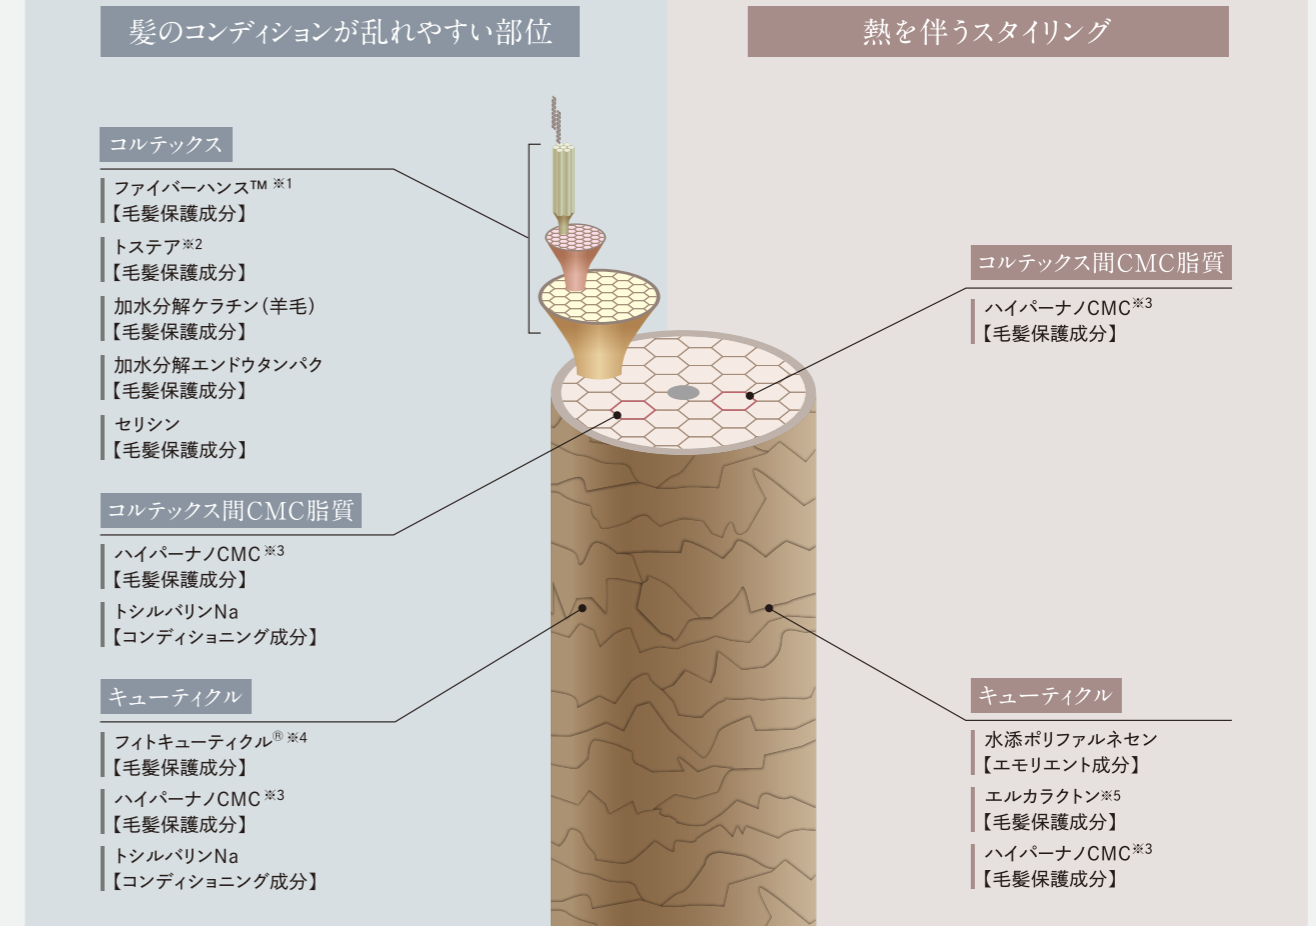 髪のコンディションが乱れやすい部位
コルテックス
ファイバーハンス™ ※1
【毛髪保護成分】
トステア※2
【毛髪保護成分】
加水分解ケラチン(羊毛)
【毛髪保護成分】
加水分解エンドウタンパク
【毛髪保護成分】
セリシン
【毛髪保護成分】
コルテックス間CMC脂質
ハイパーナノCMC※3
【毛髪保護成分】
トシルバリンNa
【コンディショニング成分】
キューティクル
フィトキューティクル®※4
【毛髪保護成分】
ハイパーナノCMC※3
【毛髪保護成分】
トシルバリンNa
【コンディショニング成分】
熱を伴うスタイリング
コルテックス間CMC脂質
ハイパーナノCMC※3
【毛髪保護成分】
キューティクル
水添ポリファルネセン
【エモリエント成分】
エルカラクトン※5
【毛髪保護成分】
ハイパーナノCMC※3
【毛髪保護成分】